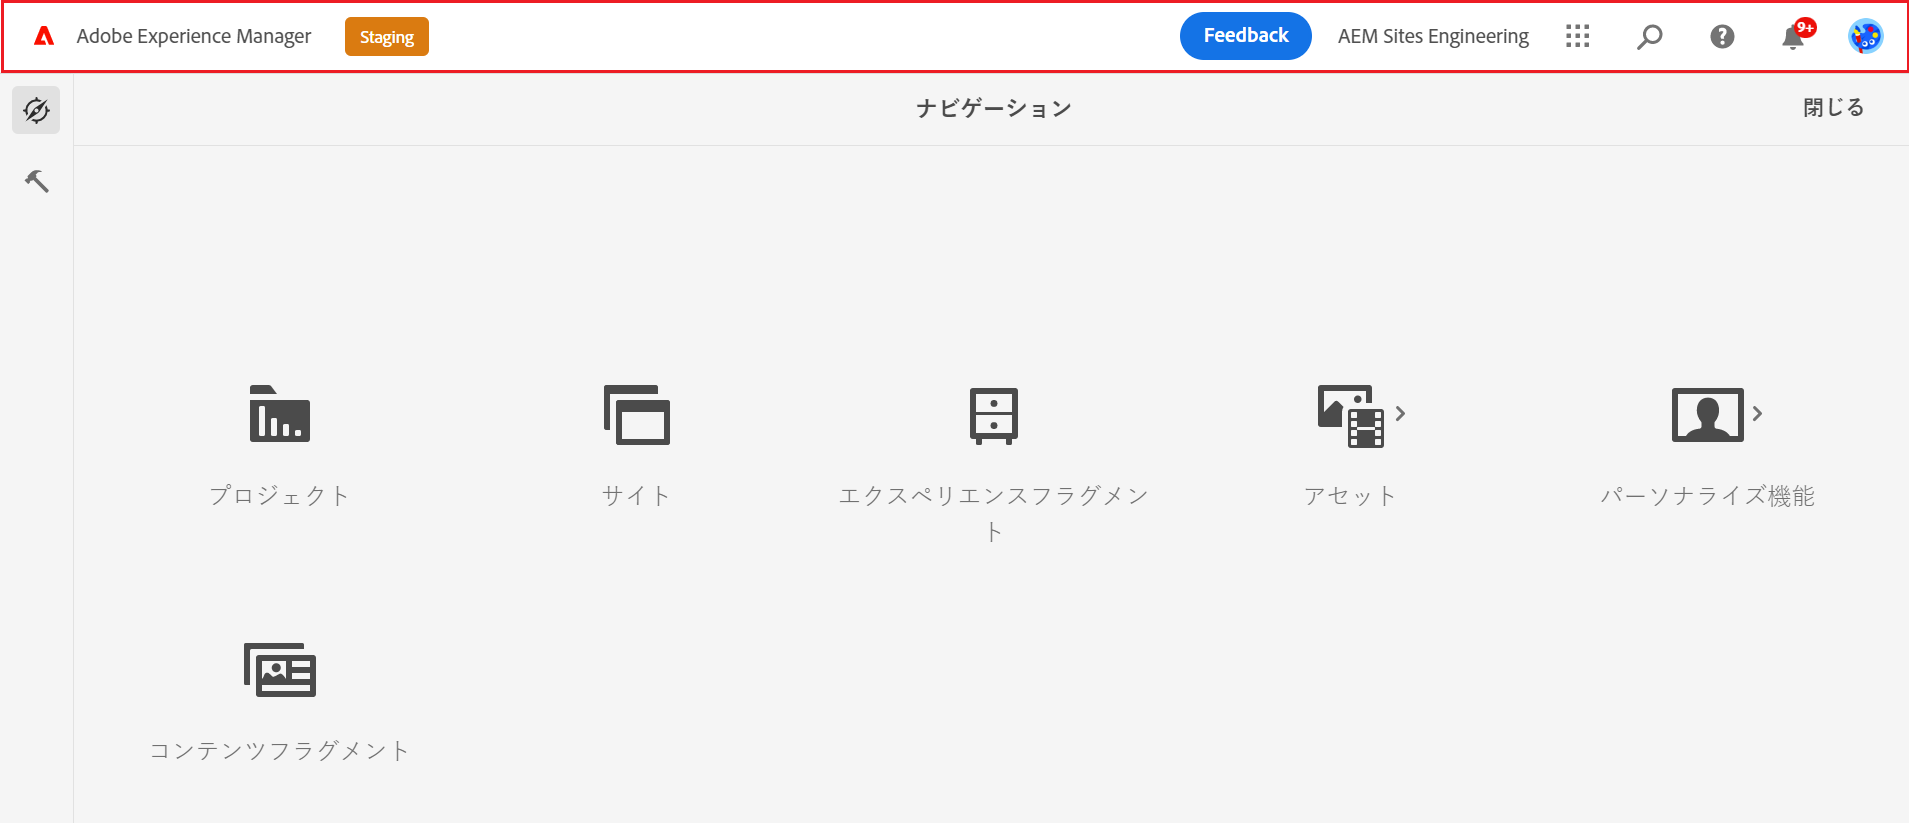 Adobe Experience Manager
Staging
Feedback
AEM Sites Engineering
9+
ナビゲーション
閉じる
プロジェクト
サイト
エクスペリエンスフラグメン
ト
アセット
パーソナライズ機能
コンテンツフラグメント